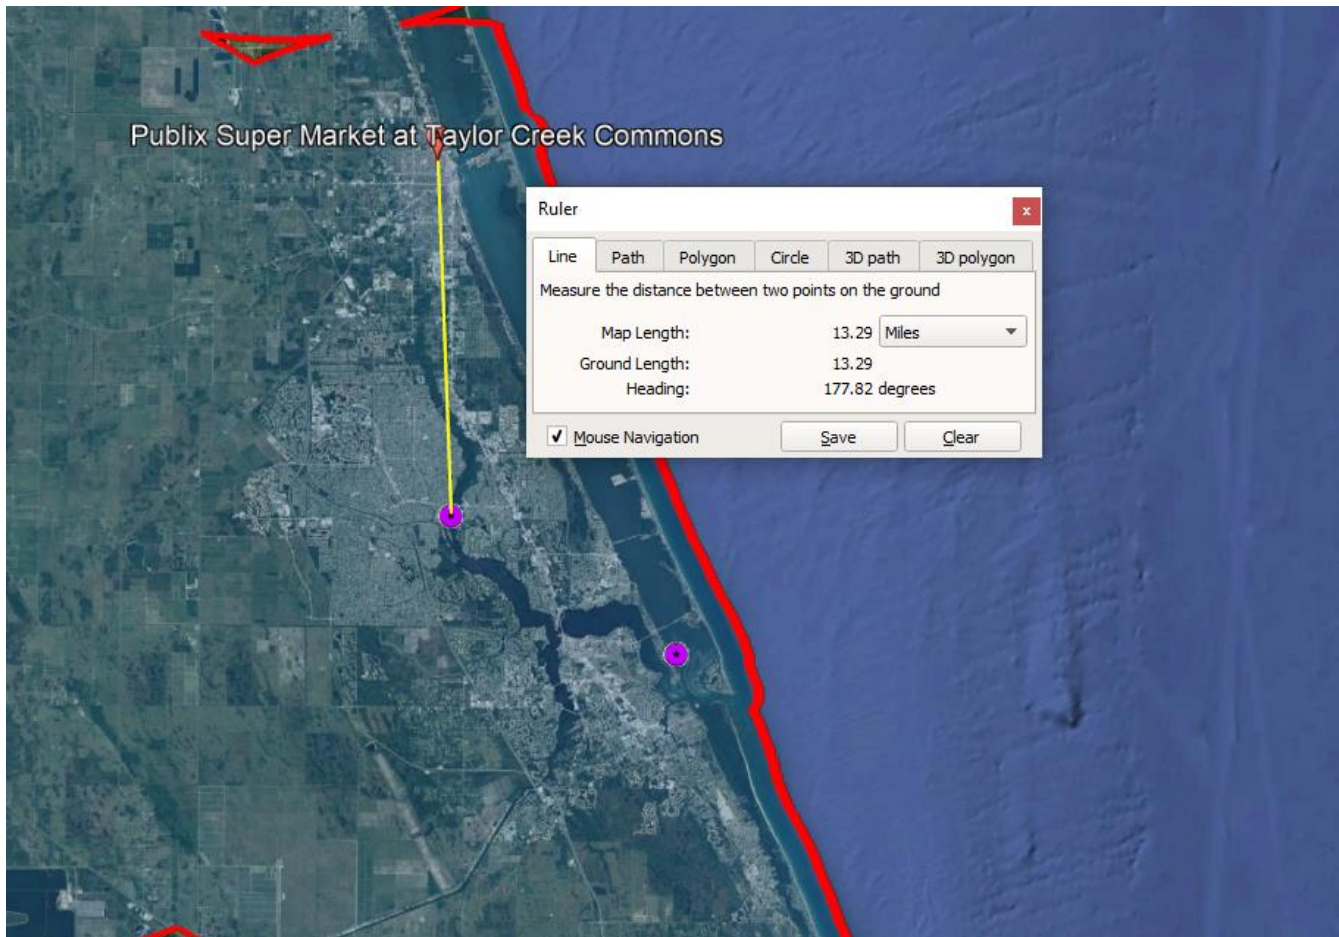 Publix Super Market at Taylor Creek Commons
Ruler
x
Line Path Polygon Circle 3D path 3D polygon
Measure the distance between two points on the ground
Map Length: 13.29 Miles
Ground Length: 13.29
Heading: 177.82 degrees
Mouse Navigation Save Clear